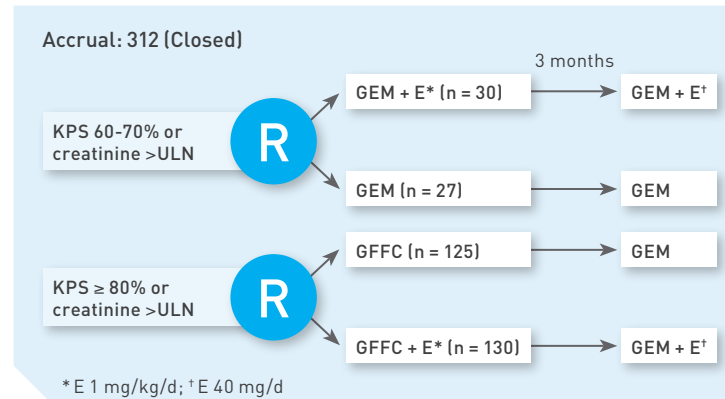 Accrual: 312 (Closed)
3 months
GEM + E* (n = 30)
GEM + E†
KPS 60-70% or
creatinine >ULN
R
GEM (n = 27)
GEM
GFFC (n = 125)
GEM
KPS ≥ 80% or
creatinine >ULN
R
GFFC + E* (n = 130)
GEM + E†
* E 1 mg/kg/d; † E 40 mg/d